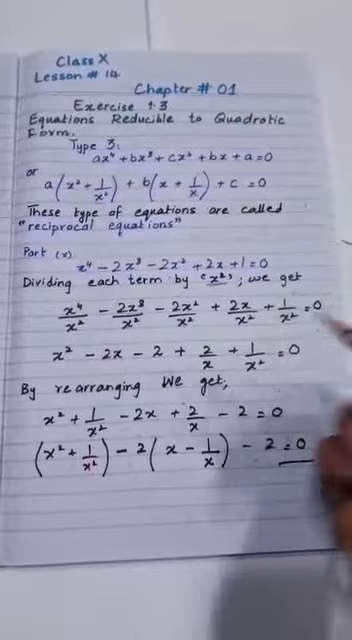 Class X
Lesson # 14
Chapter # 01
Exercise 1.3
Equations Reducible to Quadratic
Form.
Type 3:
ax⁴ + bx³ + cx² + bx + a = 0
or
a(x² + 1/x²) + b(x + 1/x) + c = 0
These type of equations are called
"reciprocal equations"
Part (x)
x⁴ - 2x³ - 2x² + 2x + 1 = 0
Dividing each term by "x²", we get
x⁴/x² - 2x³/x² - 2x²/x² + 2x/x² + 1/x² = 0
x² - 2x - 2 + 2/x + 1/x² = 0
By rearranging We get,
x² + 1/x² - 2x + 2/x - 2 = 0
(x² + 1/x²) - 2(x - 1/x) - 2 = 0